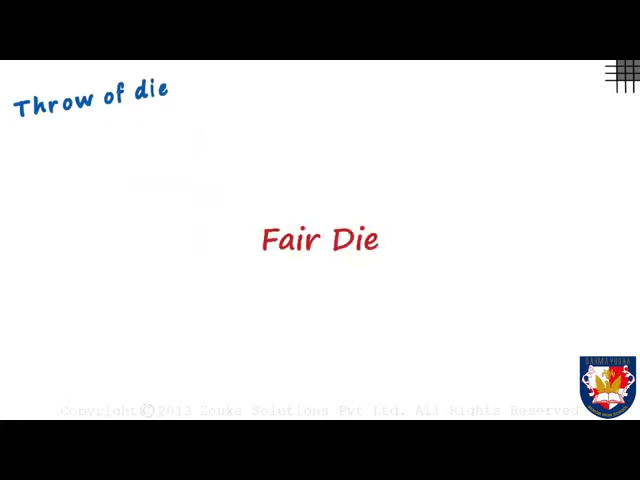 Throw of die
Fair Die
Copyright©2013 Zouka Solutions Pvt Ltd. All Rights Reserved